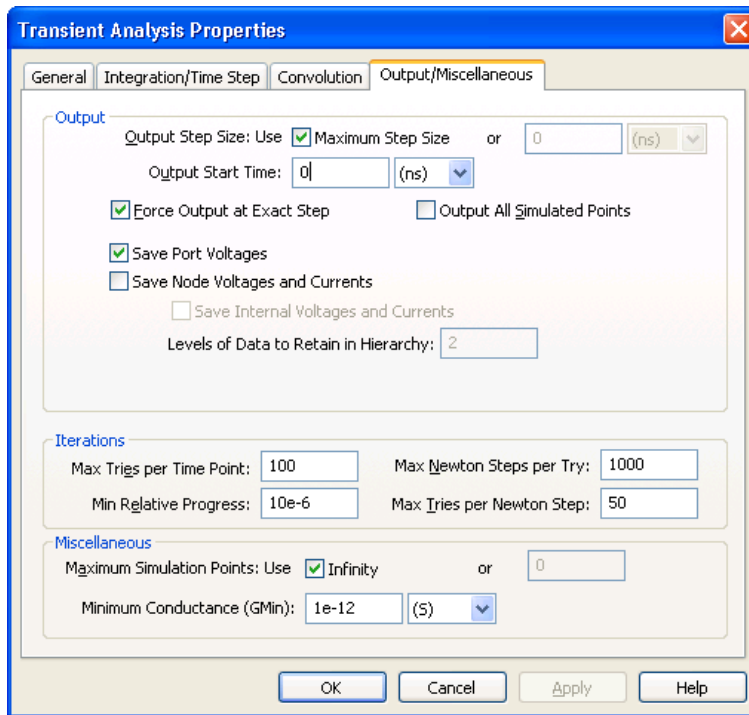 Transient Analysis Properties
General Integration/Time Step Convolution Output/Miscellaneous
Output
Output Step Size: Use Maximum Step Size or 0 (ns)
Output Start Time: 0 (ns)
Force Output at Exact Step Output All Simulated Points
Save Port Voltages
Save Node Voltages and Currents
Save Internal Voltages and Currents
Levels of Data to Retain in Hierarchy: 2
Iterations
Max Tries per Time Point: 100 Max Newton Steps per Try: 1000
Min Relative Progress: 10e-6 Max Tries per Newton Step: 50
Miscellaneous
Maximum Simulation Points: Use Infinity or 0
Minimum Conductance (GMin): 1e-12 (S)
OK Cancel Apply Help